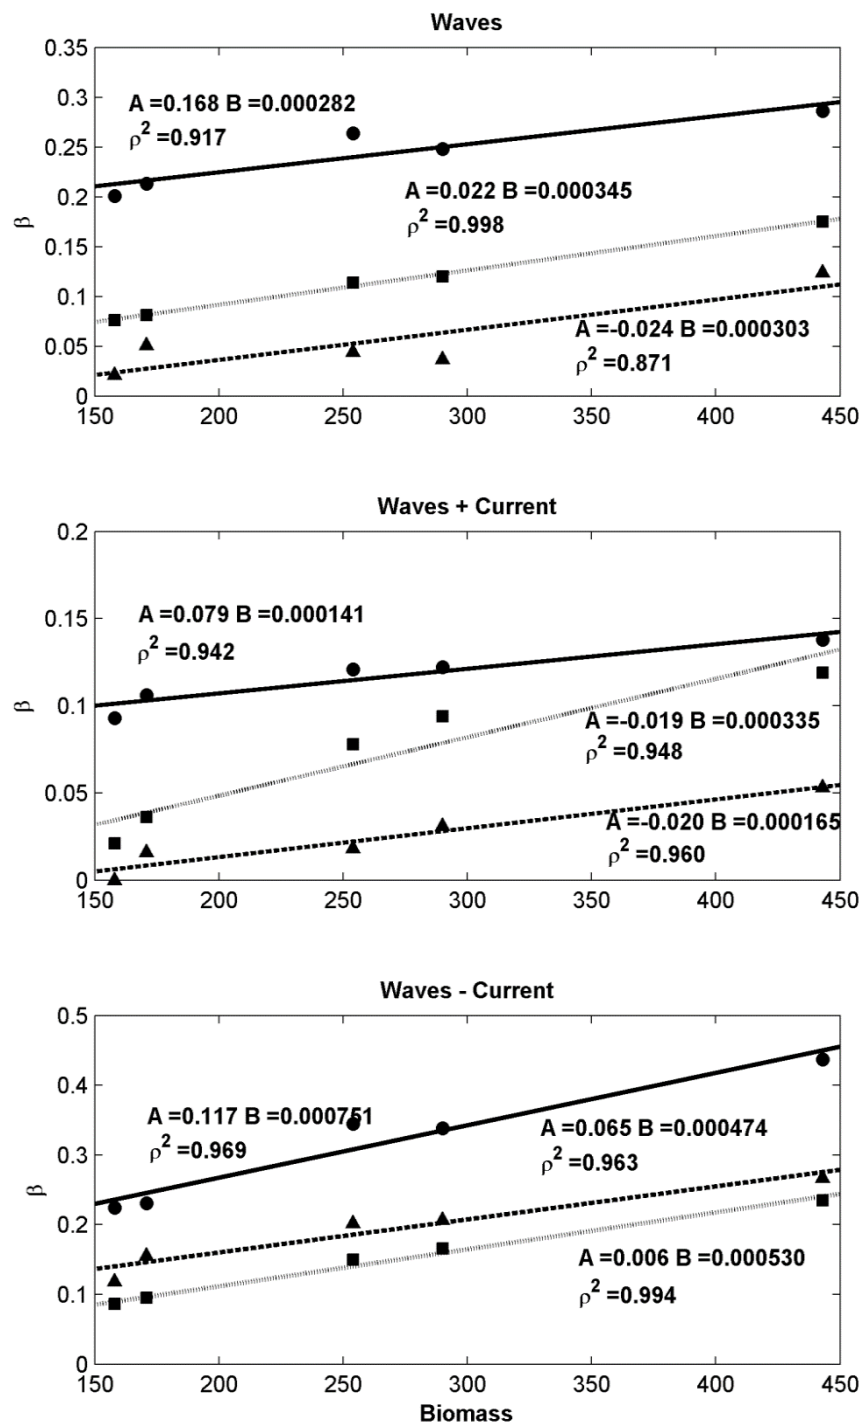 Waves
0.35
0.3
0.25
0.2
0.15
0.1
0.05
0
β
A =0.168 B =0.000282
ρ² =0.917
A =0.022 B =0.000345
ρ² =0.998
A =-0.024 B =0.000303
ρ² =0.871
150 200 250 300 350 400 450
Waves + Current
0.2
0.15
0.1
0.05
0
β
A =0.079 B =0.000141
ρ² =0.942
A =-0.019 B =0.000335
ρ² =0.948
A =-0.020 B =0.000165
ρ² =0.960
150 200 250 300 350 400 450
Waves - Current
0.5
0.4
0.3
0.2
0.1
0
β
A =0.117 B =0.000751
ρ² =0.969
A =0.065 B =0.000474
ρ² =0.963
A =0.006 B =0.000530
ρ² =0.994
150 200 250 300 350 400 450
Biomass